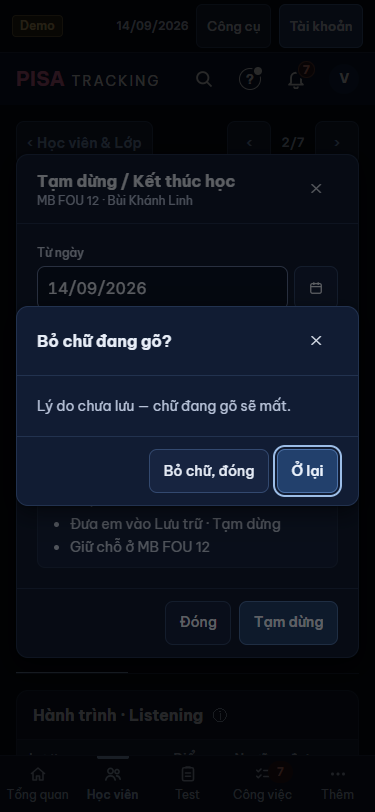 Demo
14/09/2026
Công cụ
Tài khoản
PISA TRACKING
?
7
V
‹ Học viên & Lớp
‹
2/7
›
Tạm dừng / Kết thúc học
MB FOU 12 · Bùi Khánh Linh
Từ ngày
14/09/2026
Bỏ chữ đang gõ?
Lý do chưa lưu — chữ đang gõ sẽ mất.
Bỏ chữ, đóng
Ở lại
• Đưa em vào Lưu trữ · Tạm dừng
• Giữ chỗ ở MB FOU 12
Đóng
Tạm dừng
Hành trình · Listening ⓘ
Tổng quan
Học viên
Test
7
Công việc
Thêm